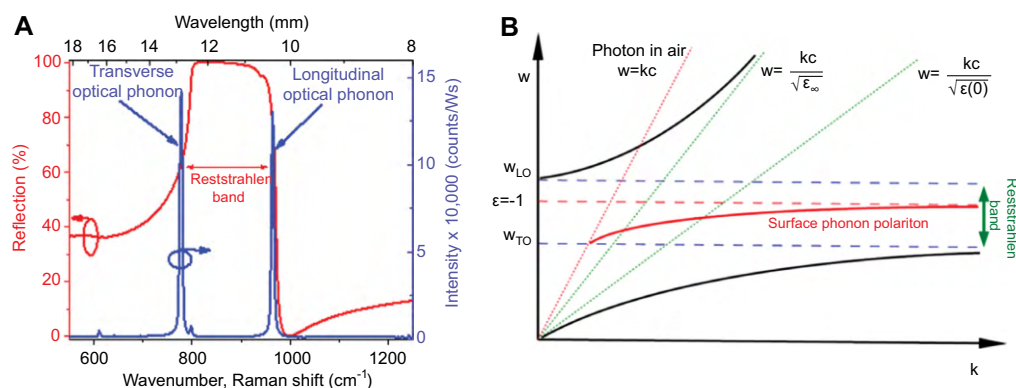 A
Wavelength (mm)
18 16 14 12 10 8
100
80
60
40
20
0
Reflection (%)
Transverse
optical phonon
Longitudinal
optical phonon
Reststrahlen
band
15
10
5
0
Intensity x 10,000 (counts/Ws)
600 800 1000 1200
Wavenumber, Raman shift (cm⁻¹)
B
w
Photon in air
w=kc
w= kc/√ε∞
w= kc/√ε(0)
wLO
ε=-1
wTO
Surface phonon polariton
Reststrahlen
band
k